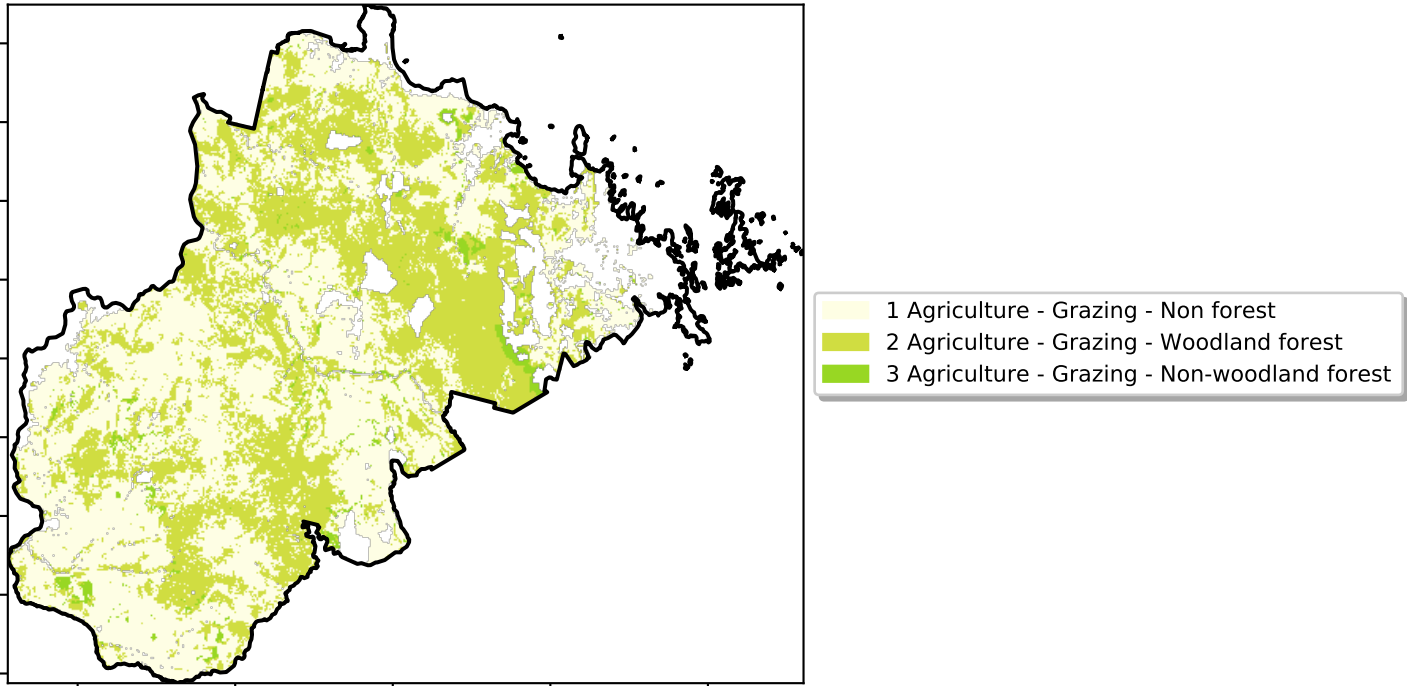 1 Agriculture - Grazing - Non forest
2 Agriculture - Grazing - Woodland forest
3 Agriculture - Grazing - Non-woodland forest